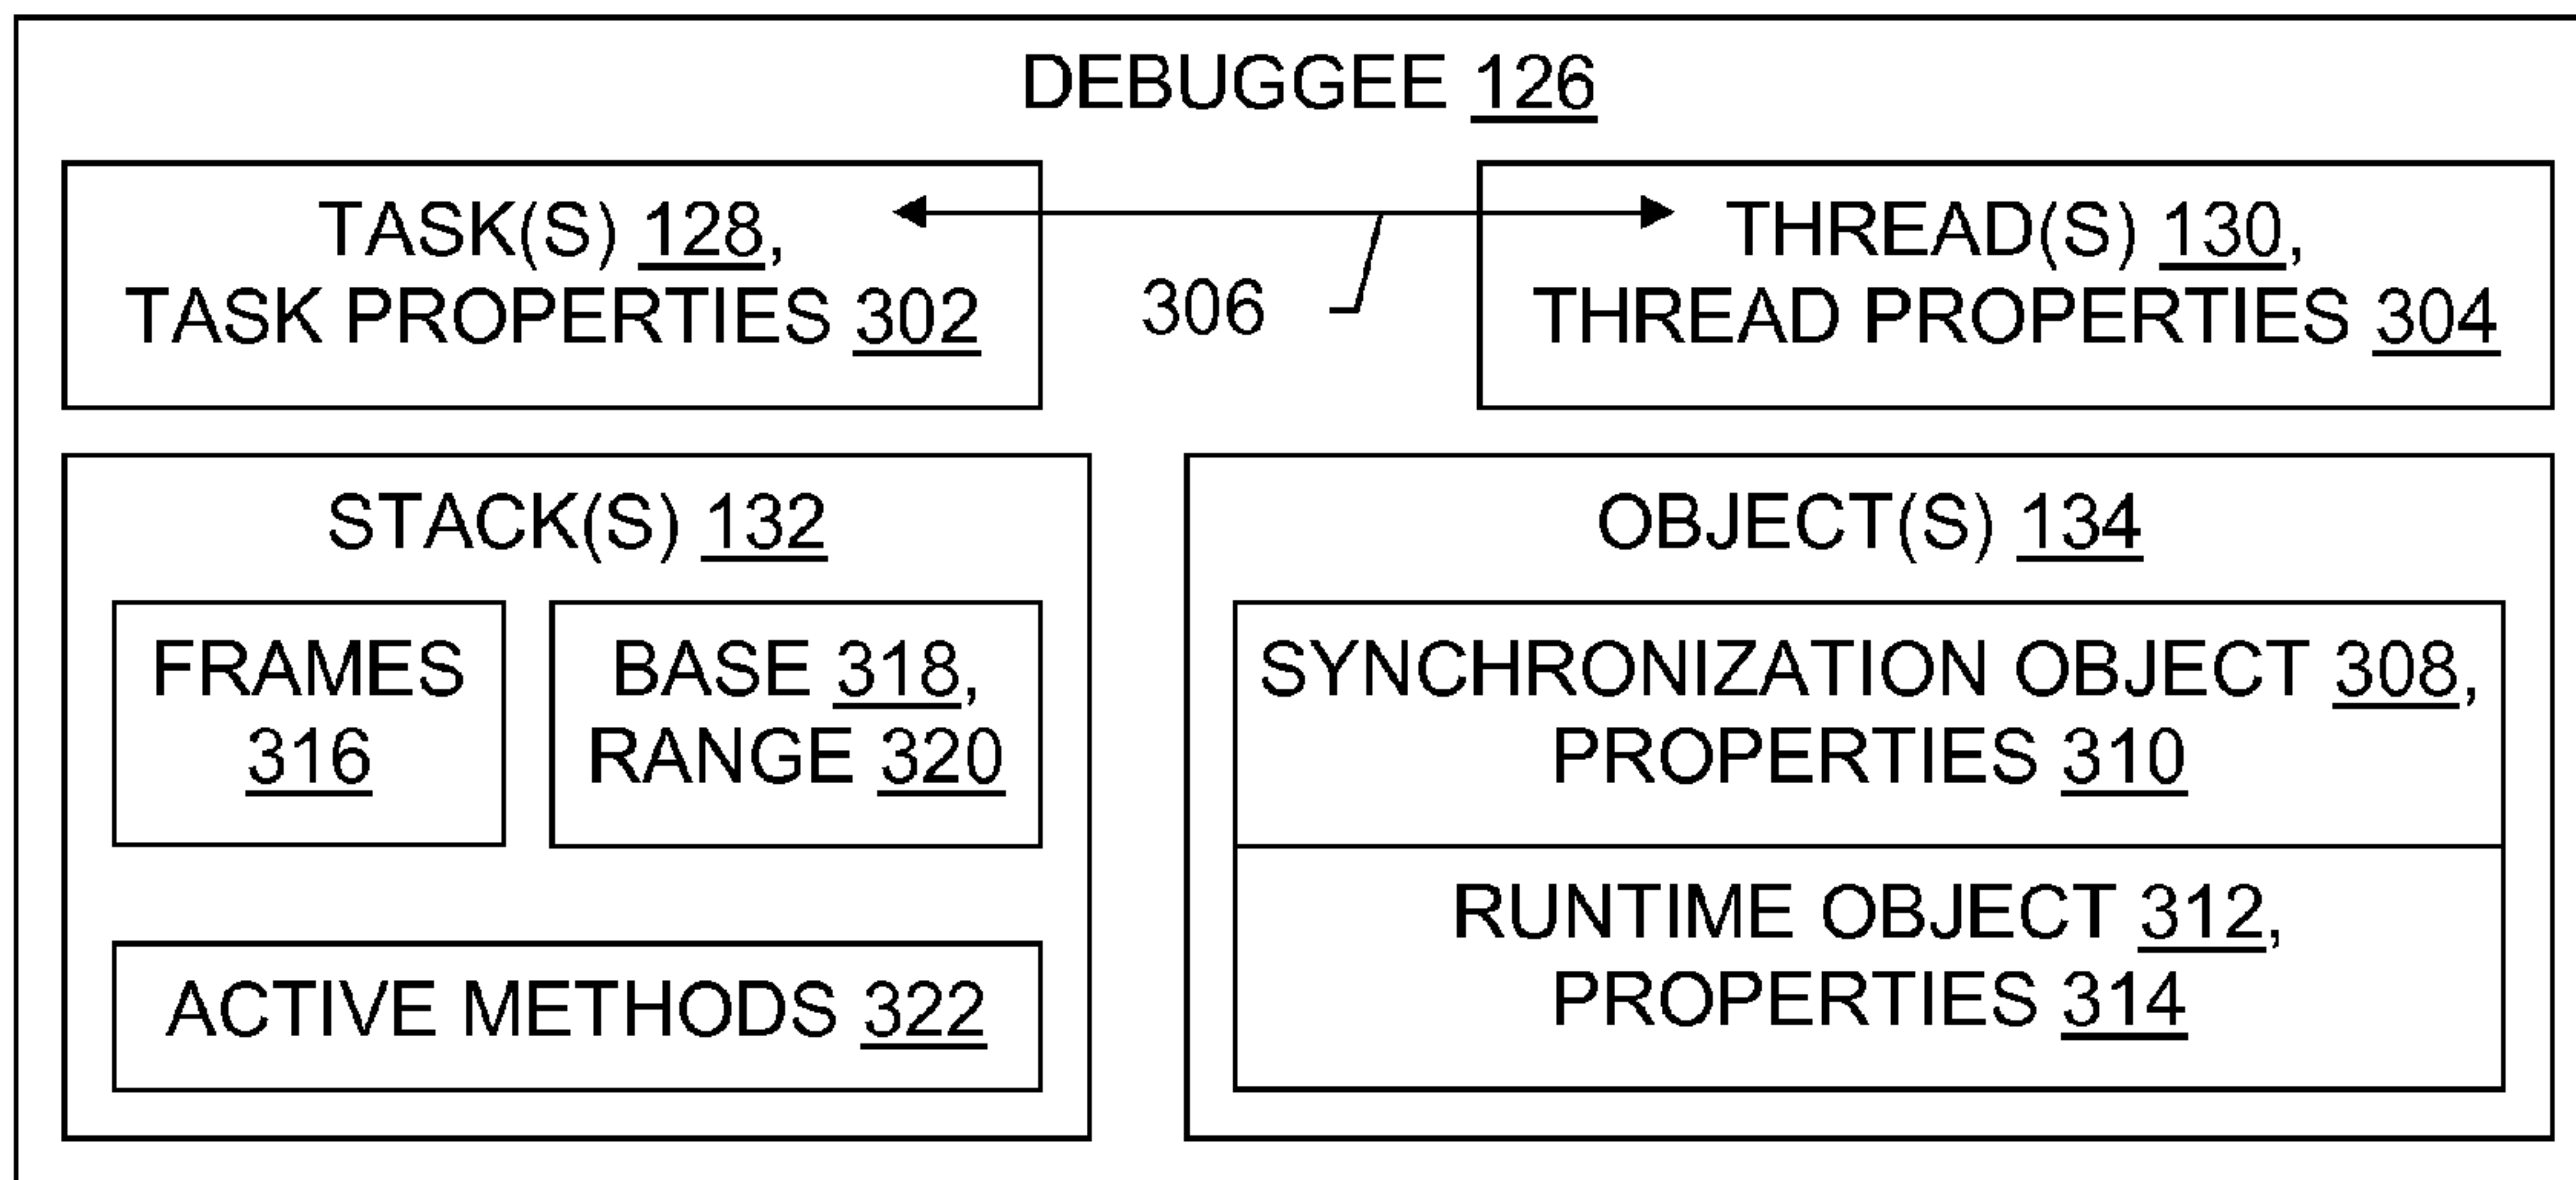 DEBUGGEE 126
TASK(S) 128,
TASK PROPERTIES 302
306
THREAD(S) 130,
THREAD PROPERTIES 304
STACK(S) 132
FRAMES
316
BASE 318,
RANGE 320
ACTIVE METHODS 322
OBJECT(S) 134
SYNCHRONIZATION OBJECT 308,
PROPERTIES 310
RUNTIME OBJECT 312,
PROPERTIES 314